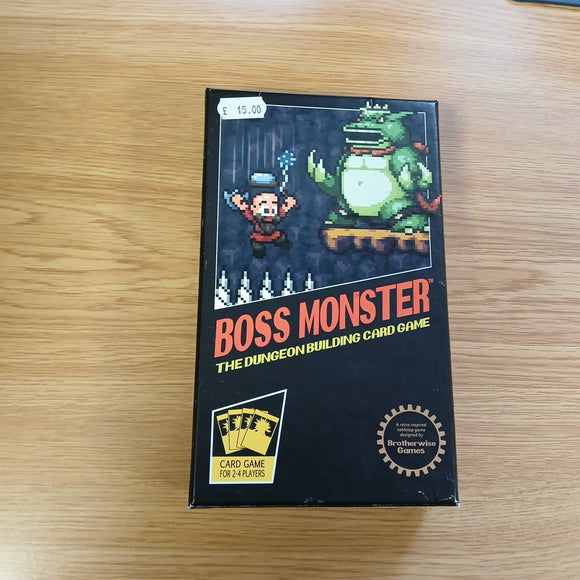 £ 15.00
BOSS MONSTER™
THE DUNGEON BUILDING CARD GAME
CARD GAME
FOR 2-4 PLAYERS
A retro-inspired
tabletop game
designed by
Brotherwise
Games